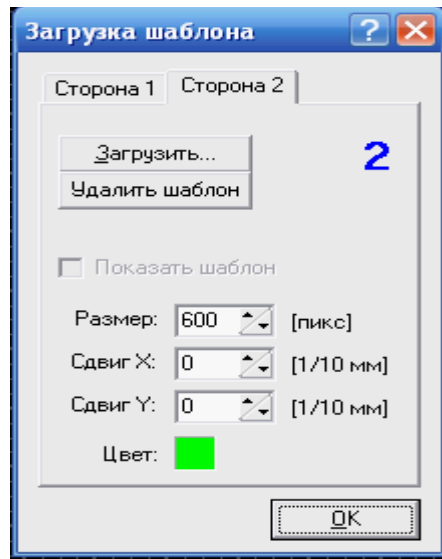 Загрузка шаблона ?
Сторона 1 Сторона 2
Загрузить...
2
Удалить шаблон
Показать шаблон
Размер: 600 [пикс]
Сдвиг X: 0 [1/10 мм]
Сдвиг Y: 0 [1/10 мм]
Цвет:
OK